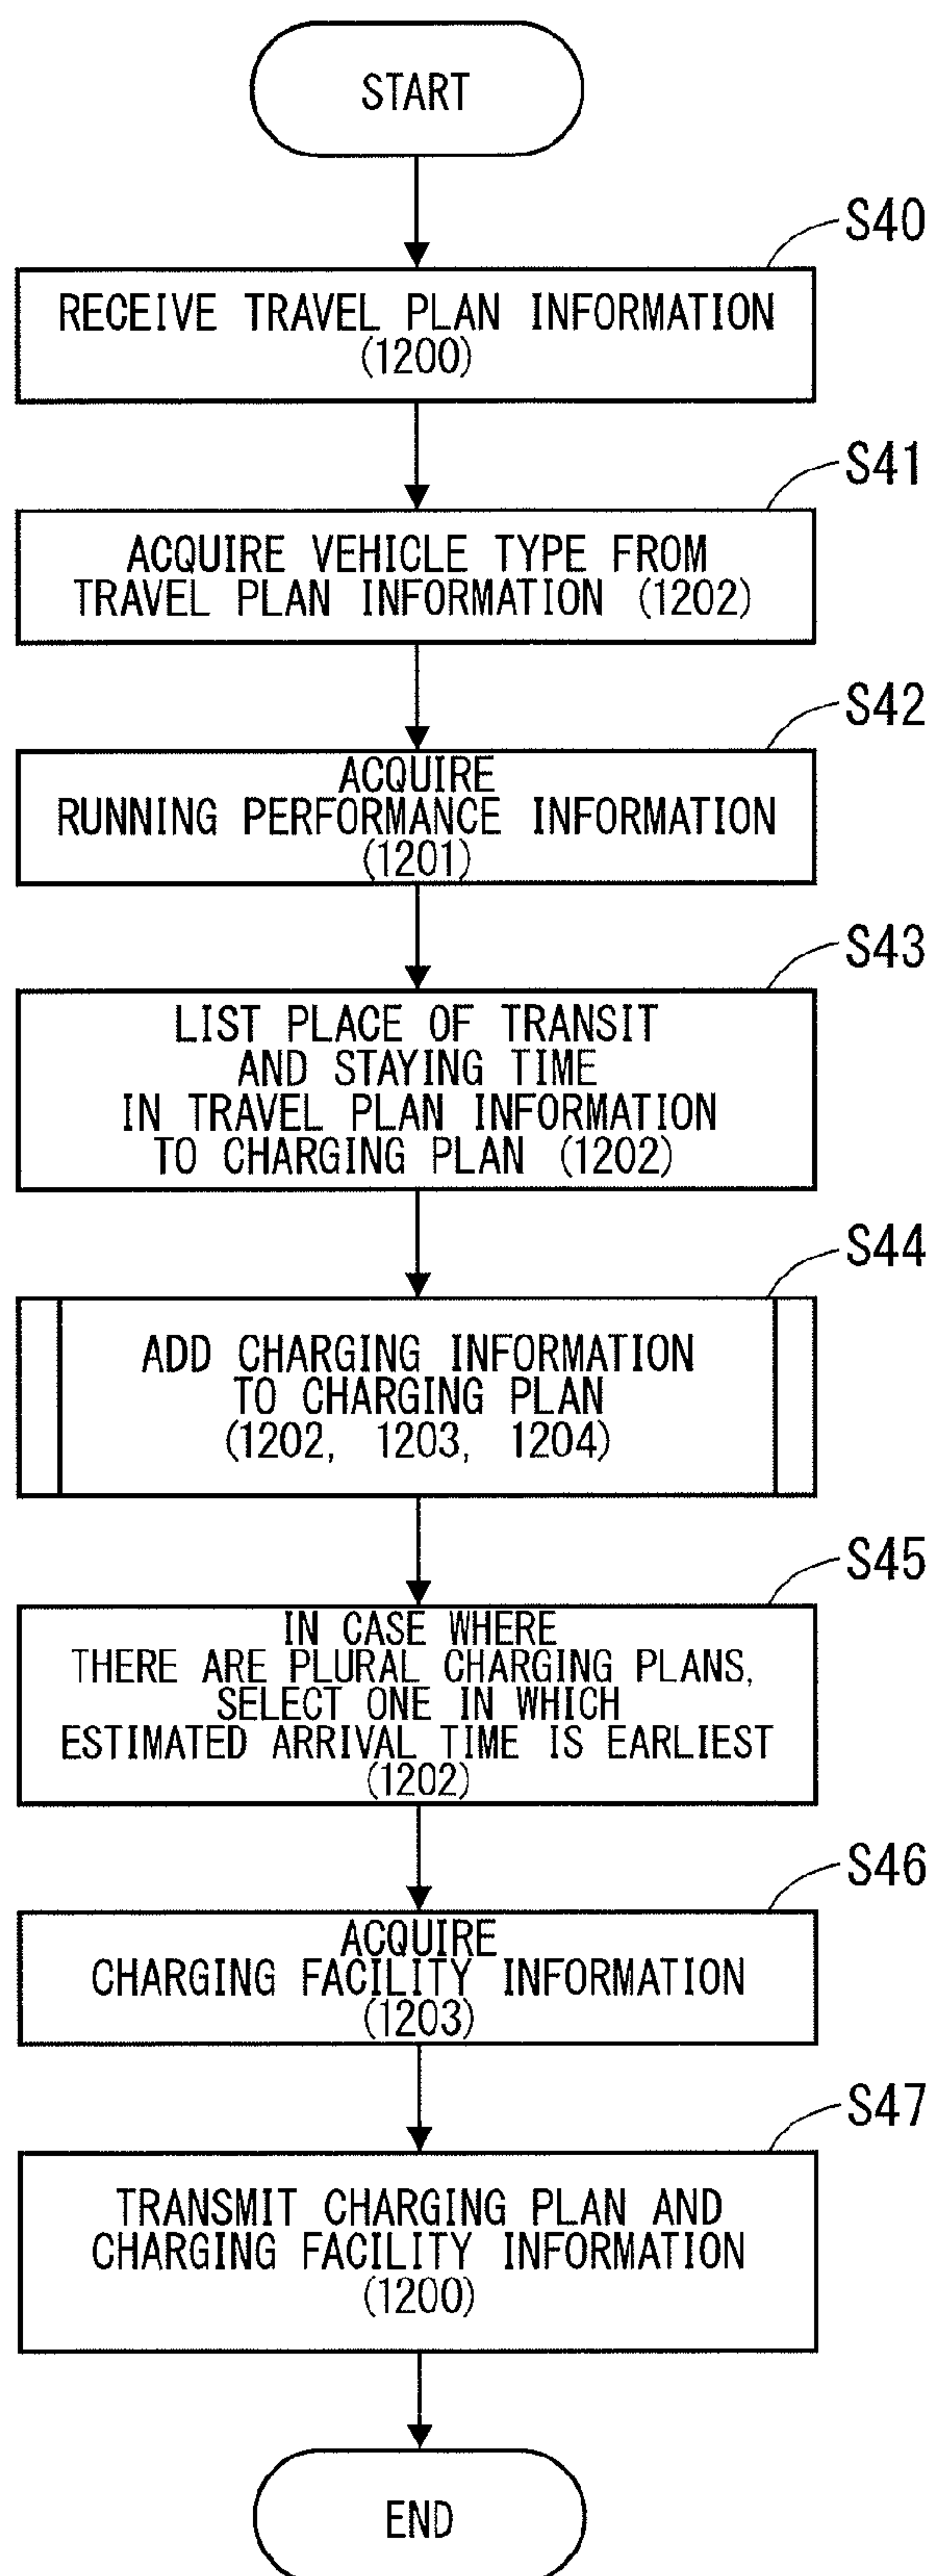 START
S40
RECEIVE TRAVEL PLAN INFORMATION
(1200)
S41
ACQUIRE VEHICLE TYPE FROM
TRAVEL PLAN INFORMATION (1202)
S42
ACQUIRE
RUNNING PERFORMANCE INFORMATION
(1201)
S43
LIST PLACE OF TRANSIT
AND STAYING TIME
IN TRAVEL PLAN INFORMATION
TO CHARGING PLAN (1202)
S44
ADD CHARGING INFORMATION
TO CHARGING PLAN
(1202, 1203, 1204)
S45
IN CASE WHERE
THERE ARE PLURAL CHARGING PLANS,
SELECT ONE IN WHICH
ESTIMATED ARRIVAL TIME IS EARLIEST
(1202)
S46
ACQUIRE
CHARGING FACILITY INFORMATION
(1203)
S47
TRANSMIT CHARGING PLAN AND
CHARGING FACILITY INFORMATION
(1200)
END